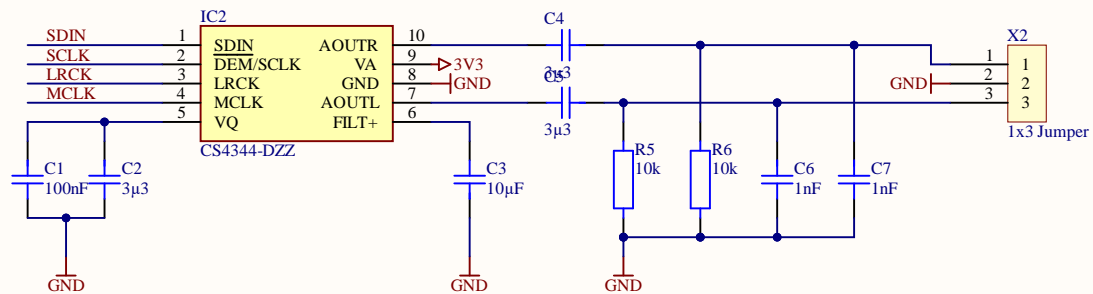 IC2
SDIN
SCLK
LRCK
MCLK
1
2
3
4
5
SDIN
DEM/SCLK
LRCK
MCLK
VQ
AOUTR
VA
GND
AOUTL
FILT+
10
9
8
7
6
CS4344-DZZ
3V3
GND
C4
3µ3
C5
3µ3
C1
100nF
C2
3µ3
GND
C3
10µF
GND
R5
10k
R6
10k
C6
1nF
C7
1nF
GND
X2
1
2
3
1
2
3
GND
1x3 Jumper